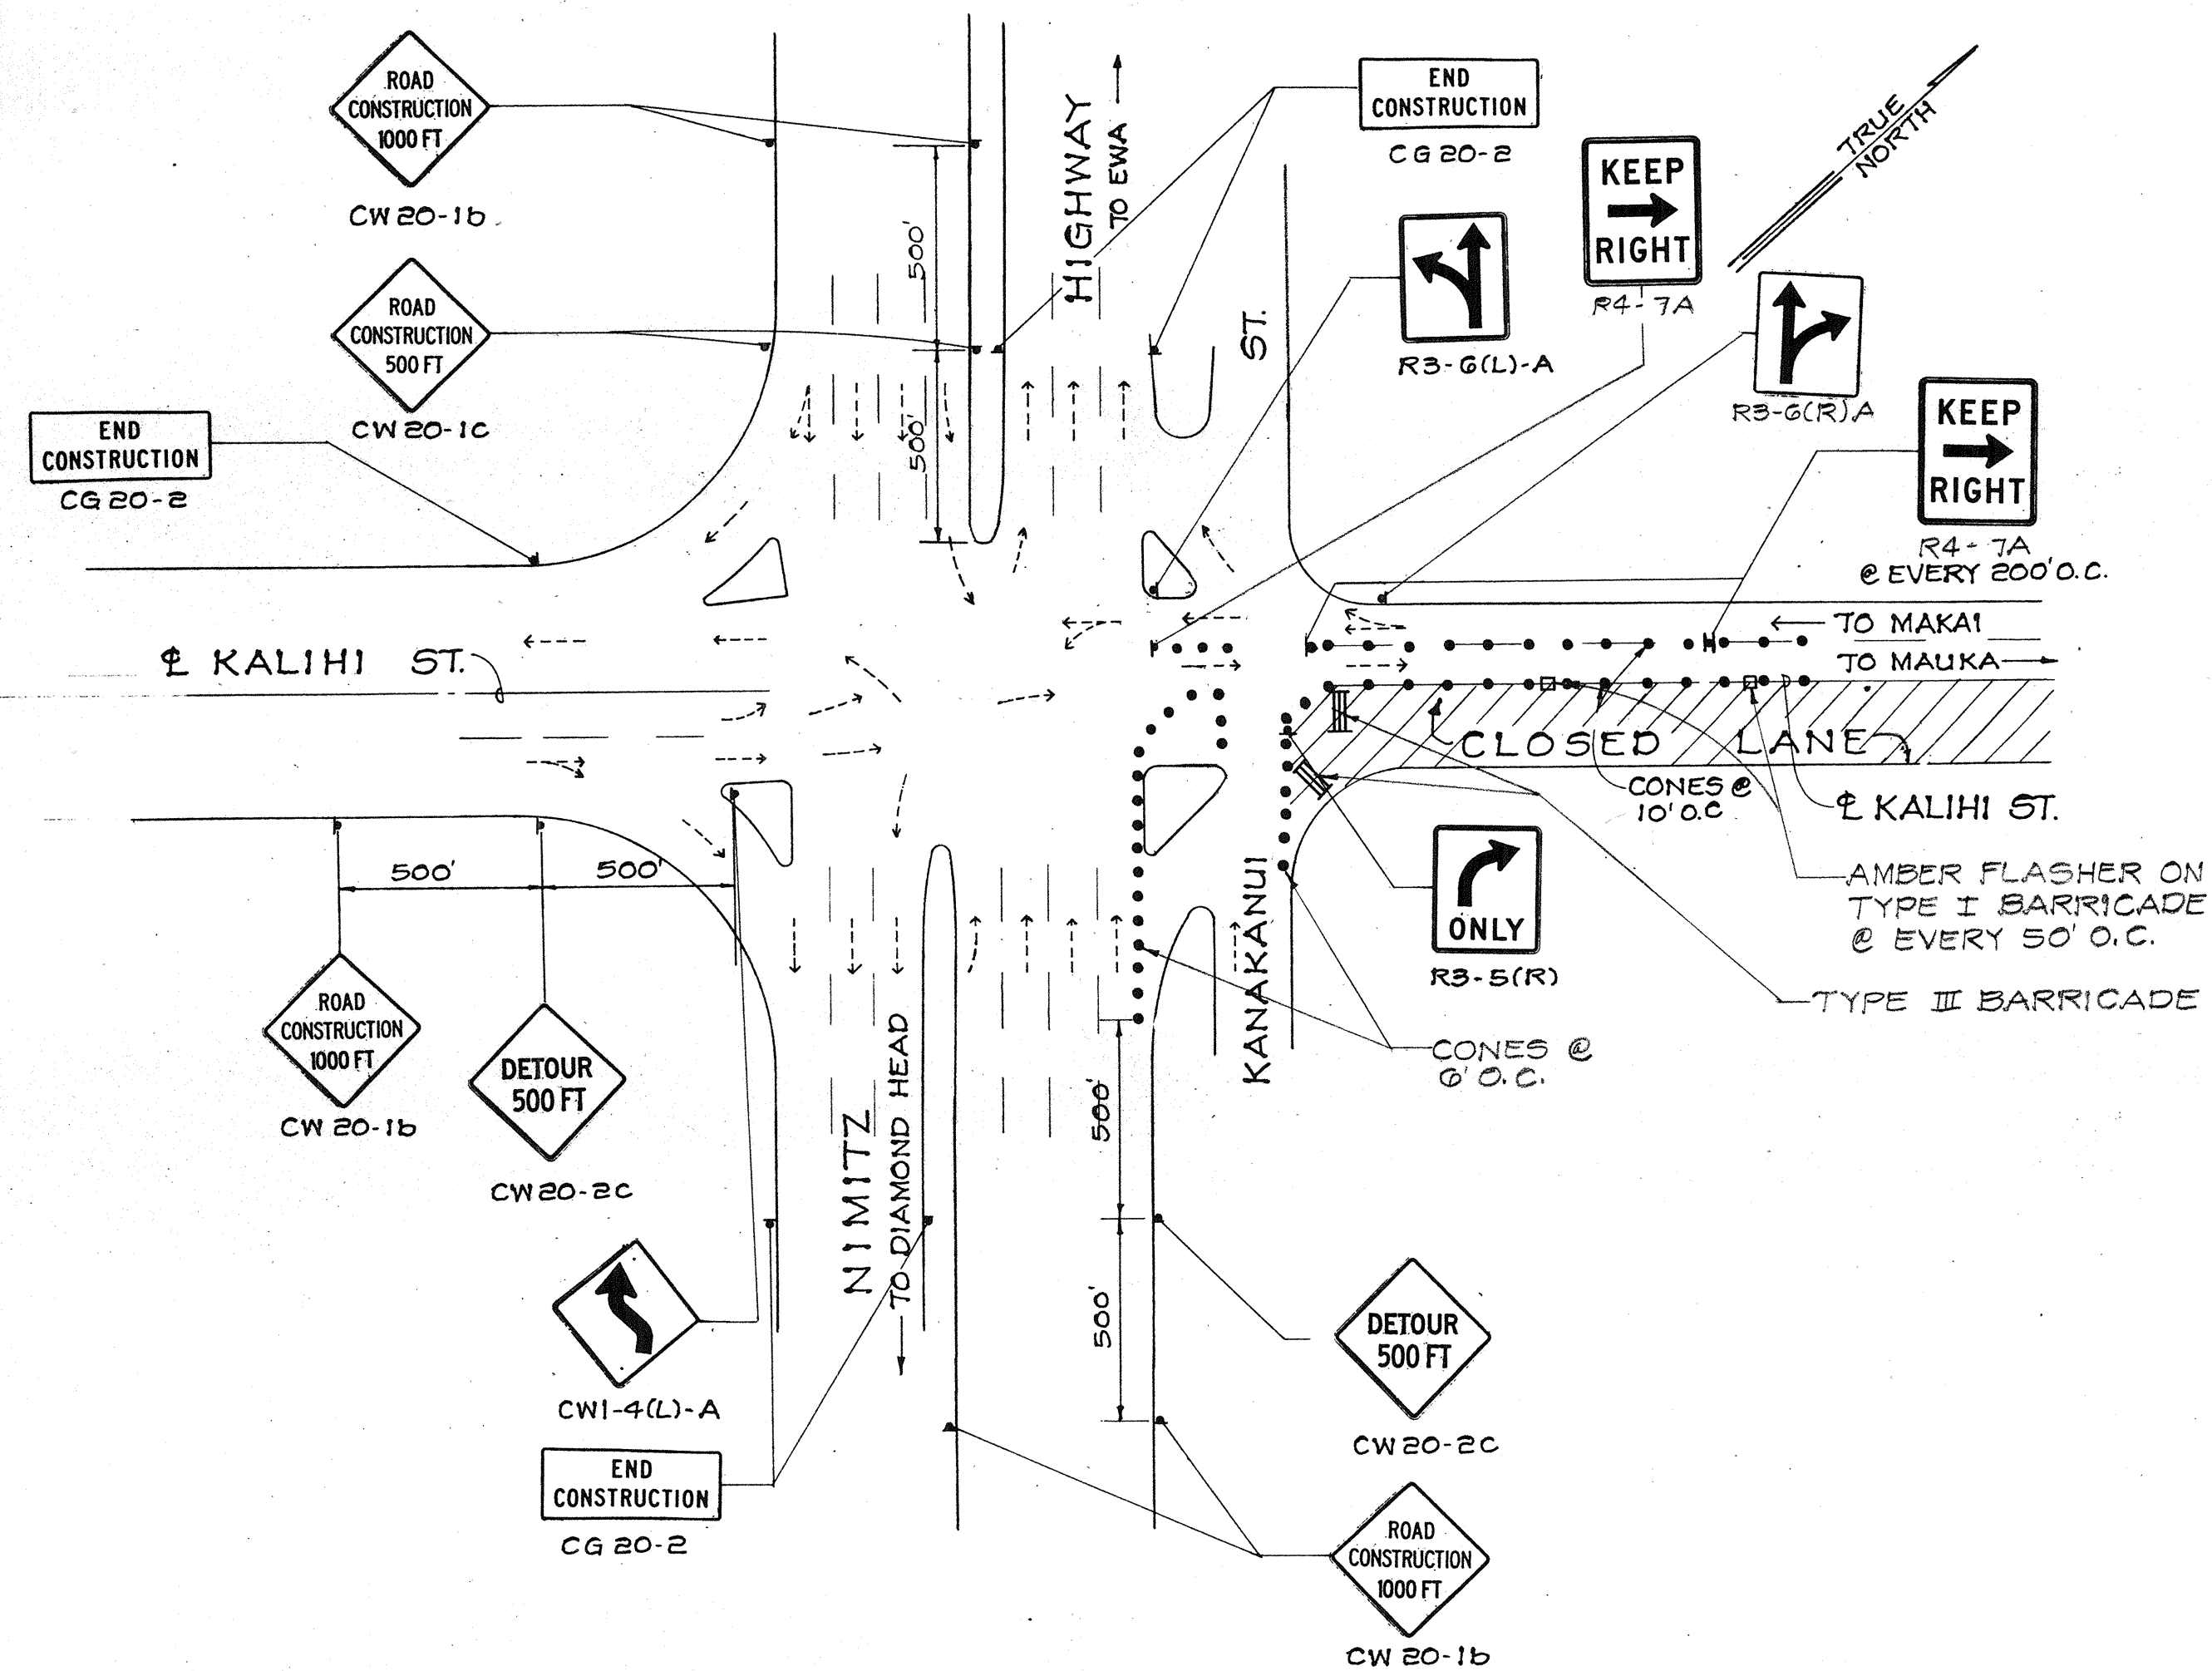 ROAD
CONSTRUCTION
1000 FT
CW 20-1b
ROAD
CONSTRUCTION
500 FT
CW 20-1c
END
CONSTRUCTION
CG 20-2
500'
500'
HIGHWAY
TO EWA
END
CONSTRUCTION
CG 20-2
ST.
R3-6(L)-A
KEEP
RIGHT
R4-7A
TRUE
NORTH
R3-6(R)A
KEEP
RIGHT
R4-7A
@ EVERY 200' O.C.
TO MAKAI
TO MAUKA
℄ KALIHI ST.
CLOSED LANE
CONES @
10' O.C
℄ KALIHI ST.
AMBER FLASHER ON
TYPE I BARRICADE
@ EVERY 50' O.C.
TYPE III BARRICADE
ONLY
R3-5(R)
CONES @
6' O.C.
KANAKANUI
500'
500'
ROAD
CONSTRUCTION
1000 FT
CW 20-1b
DETOUR
500 FT
CW 20-2c
CW1-4(L)-A
END
CONSTRUCTION
CG 20-2
NIMITZ
TO DIAMOND HEAD
500'
500'
DETOUR
500 FT
CW 20-2C
ROAD
CONSTRUCTION
1000 FT
CW 20-1b